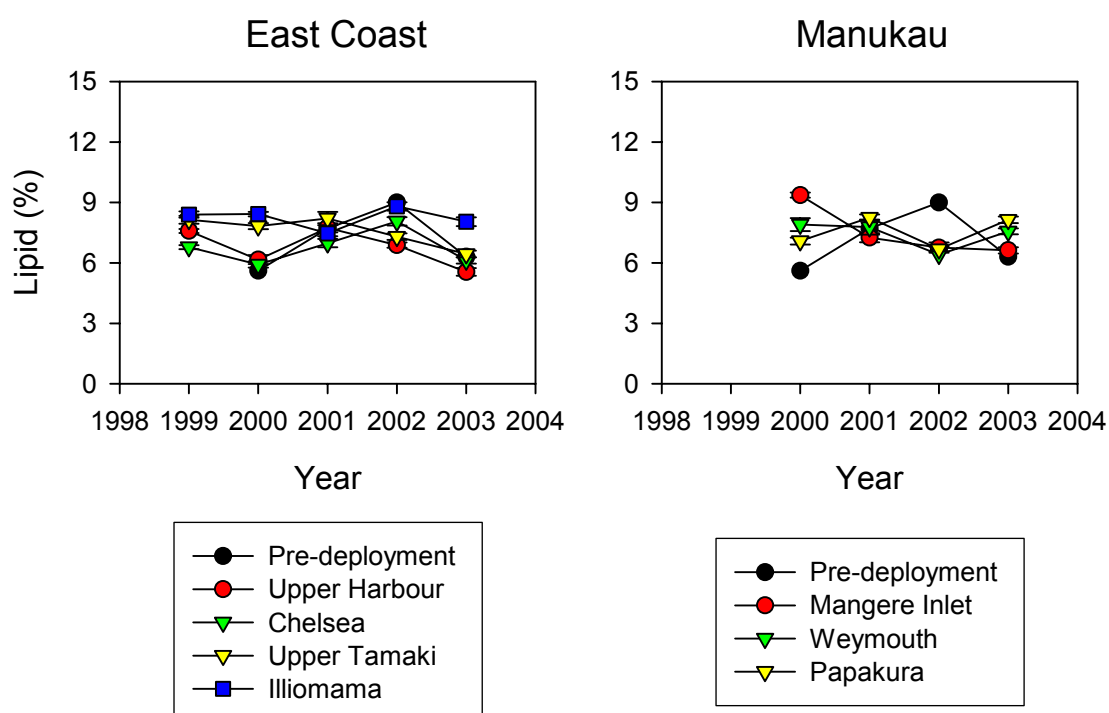 East Coast
15
12
9
6
3
0
Lipid (%)
1998 1999 2000 2001 2002 2003 2004
Year
Pre-deployment
Upper Harbour
Chelsea
Upper Tamaki
Illiomama
Manukau
15
12
9
6
3
0
1998 1999 2000 2001 2002 2003 2004
Year
Pre-deployment
Mangere Inlet
Weymouth
Papakura